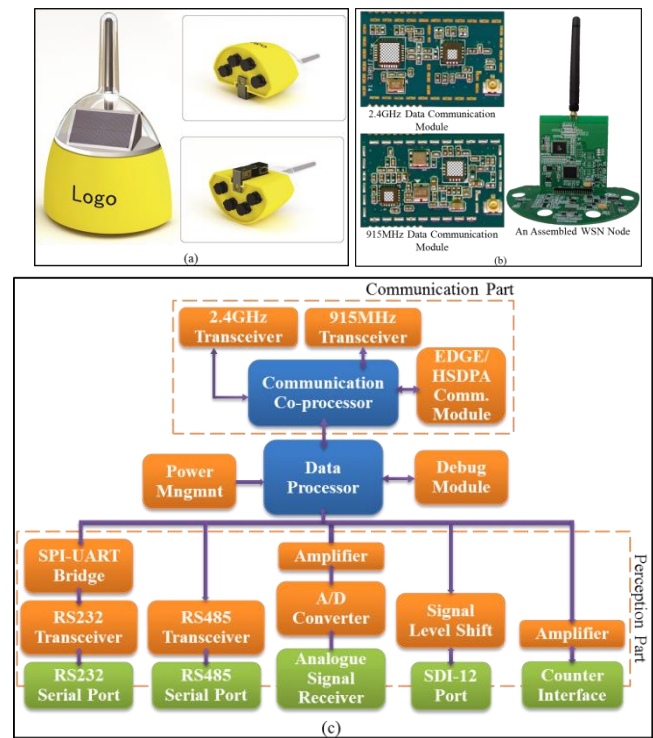 Logo
Logo
(a)
2.4GHz Data Communication
Module
915MHz Data Communication
Module
An Assembled WSN Node
(b)
Communication Part
2.4GHz
Transceiver
915MHz
Transceiver
Communication
Co-processor
EDGE/
HSDPA
Comm.
Module
Power
Mngmnt
Data
Processor
Debug
Module
Perception Part
SPI-UART
Bridge
RS232
Transceiver
RS232
Serial Port
RS485
Transceiver
RS485
Serial Port
Amplifier
A/D
Converter
Analogue
Signal
Receiver
Signal
Level Shift
SDI-12
Port
Amplifier
Counter
Interface
(c)